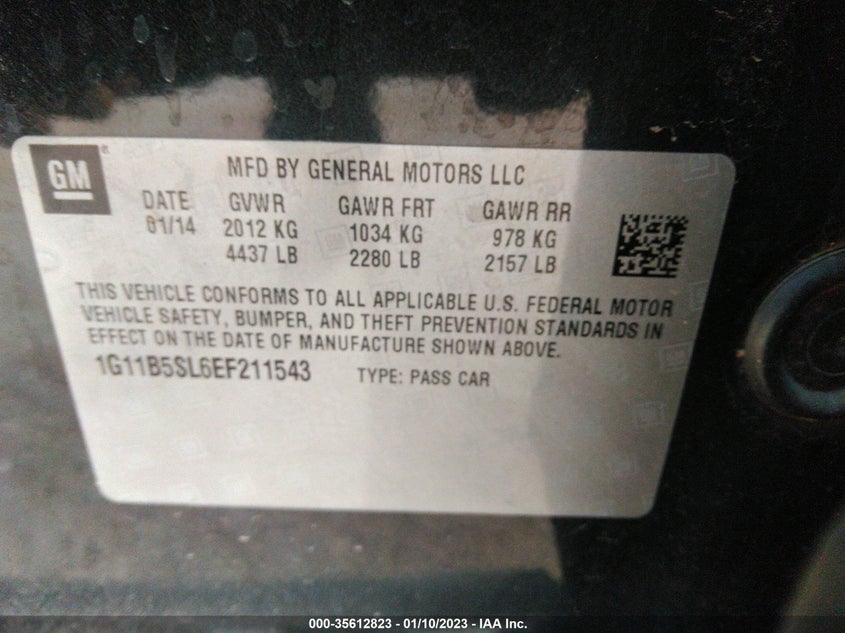 GM ®
MFD BY GENERAL MOTORS LLC
DATE GVWR GAWR FRT GAWR RR
01/14 2012 KG 1034 KG 978 KG
4437 LB 2280 LB 2157 LB
THIS VEHICLE CONFORMS TO ALL APPLICABLE U.S. FEDERAL MOTOR
VEHICLE SAFETY, BUMPER, AND THEFT PREVENTION STANDARDS IN
EFFECT ON THE DATE OF MANUFACTURE SHOWN ABOVE.
1G11B5SL6EF211543 TYPE: PASS CAR
000-35612823 - 01/10/2023 - IAA Inc.